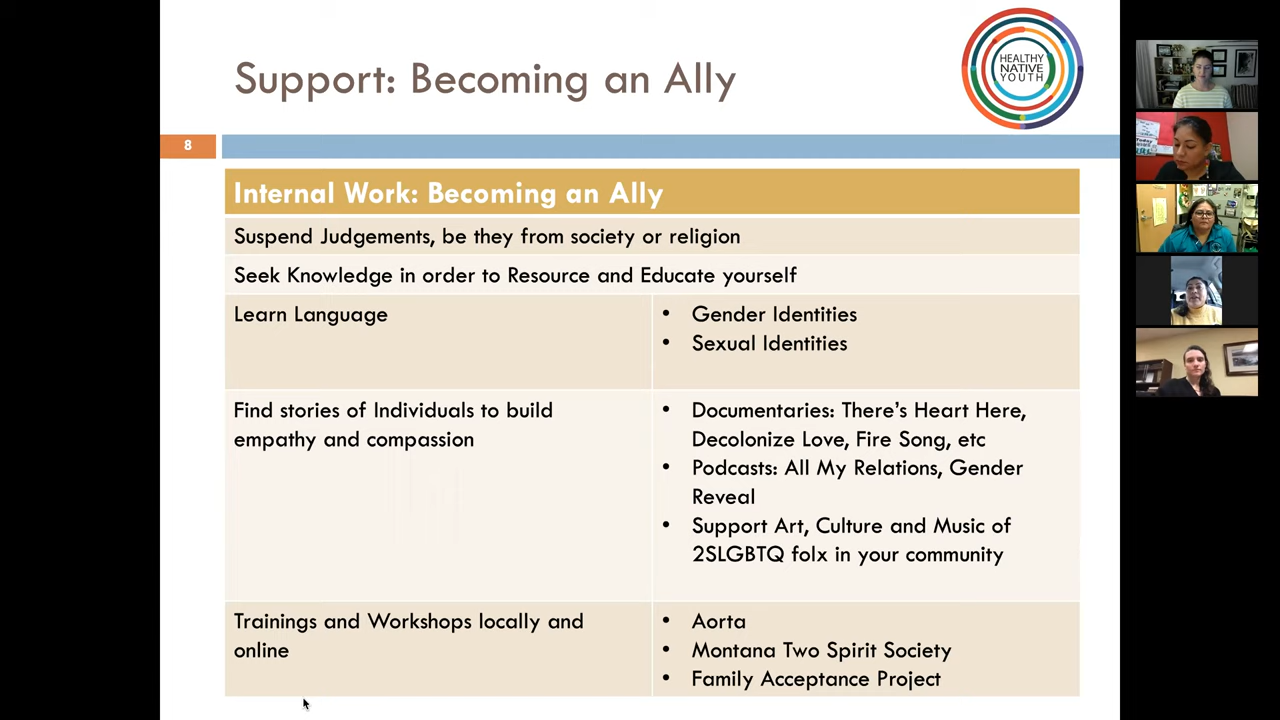 Support: Becoming an Ally
HEALTHY
NATIVE
YOUTH
8
Internal Work: Becoming an Ally
Suspend Judgements, be they from society or religion
Seek Knowledge in order to Resource and Educate yourself
Learn Language
• Gender Identities
• Sexual Identities
Find stories of Individuals to build
empathy and compassion
• Documentaries: There’s Heart Here,
Decolonize Love, Fire Song, etc
• Podcasts: All My Relations, Gender
Reveal
• Support Art, Culture and Music of
2SLGBTQ folx in your community
Trainings and Workshops locally and
online
• Aorta
• Montana Two Spirit Society
• Family Acceptance Project